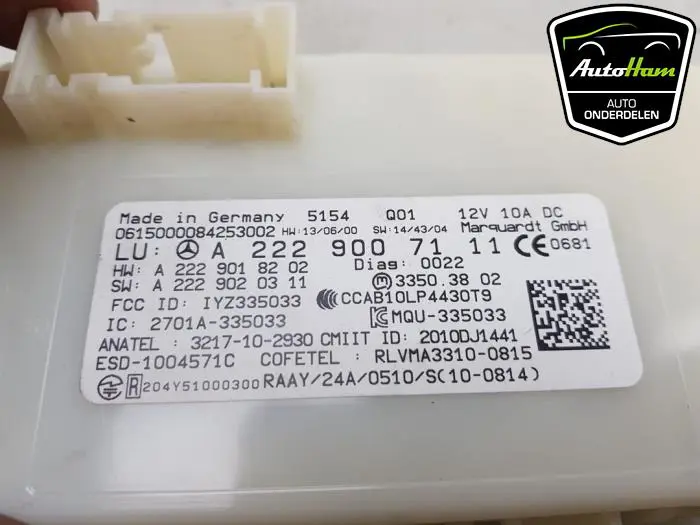 AutoHam
AUTO
ONDERDELEN
Made in Germany 5154 Q01 12V 10A DC
0615000084253002 HW:13/06/00 SW:14/43/04 Marquardt GmbH
LU: A 222 900 71 11 CE 0681
HW: A 222 901 82 02 Diag: 0022
SW: A 222 902 03 11 m 3350.38 02
FCC ID: IYZ335033 CCC CCAB10LP4430T9
IC: 2701A-335033 MQU-335033
ANATEL: 3217-10-2930 CMIIT ID: 2010DJ1441
ESD-1004571C COFETEL: RLVMA3310-0815
R 204Y51000300 RAAY/24A/0510/S(10-0814)